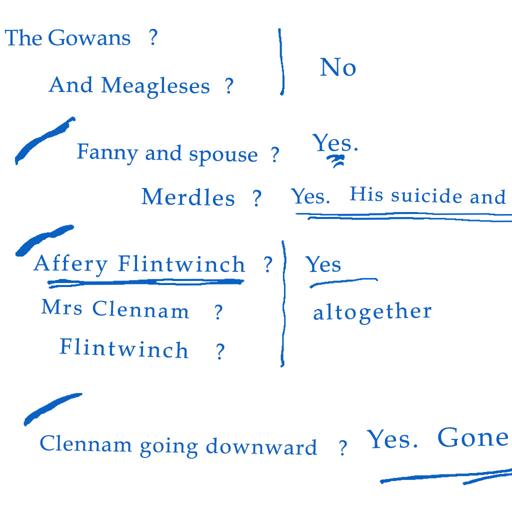 The Gowans ?
And Meagleses ? No
Fanny and spouse ? Yes.
Merdles ? Yes. His suicide and
Affery Flintwinch ? Yes
Mrs Clennam ? altogether
Flintwinch ?
Clennam going downward ? Yes. Gone